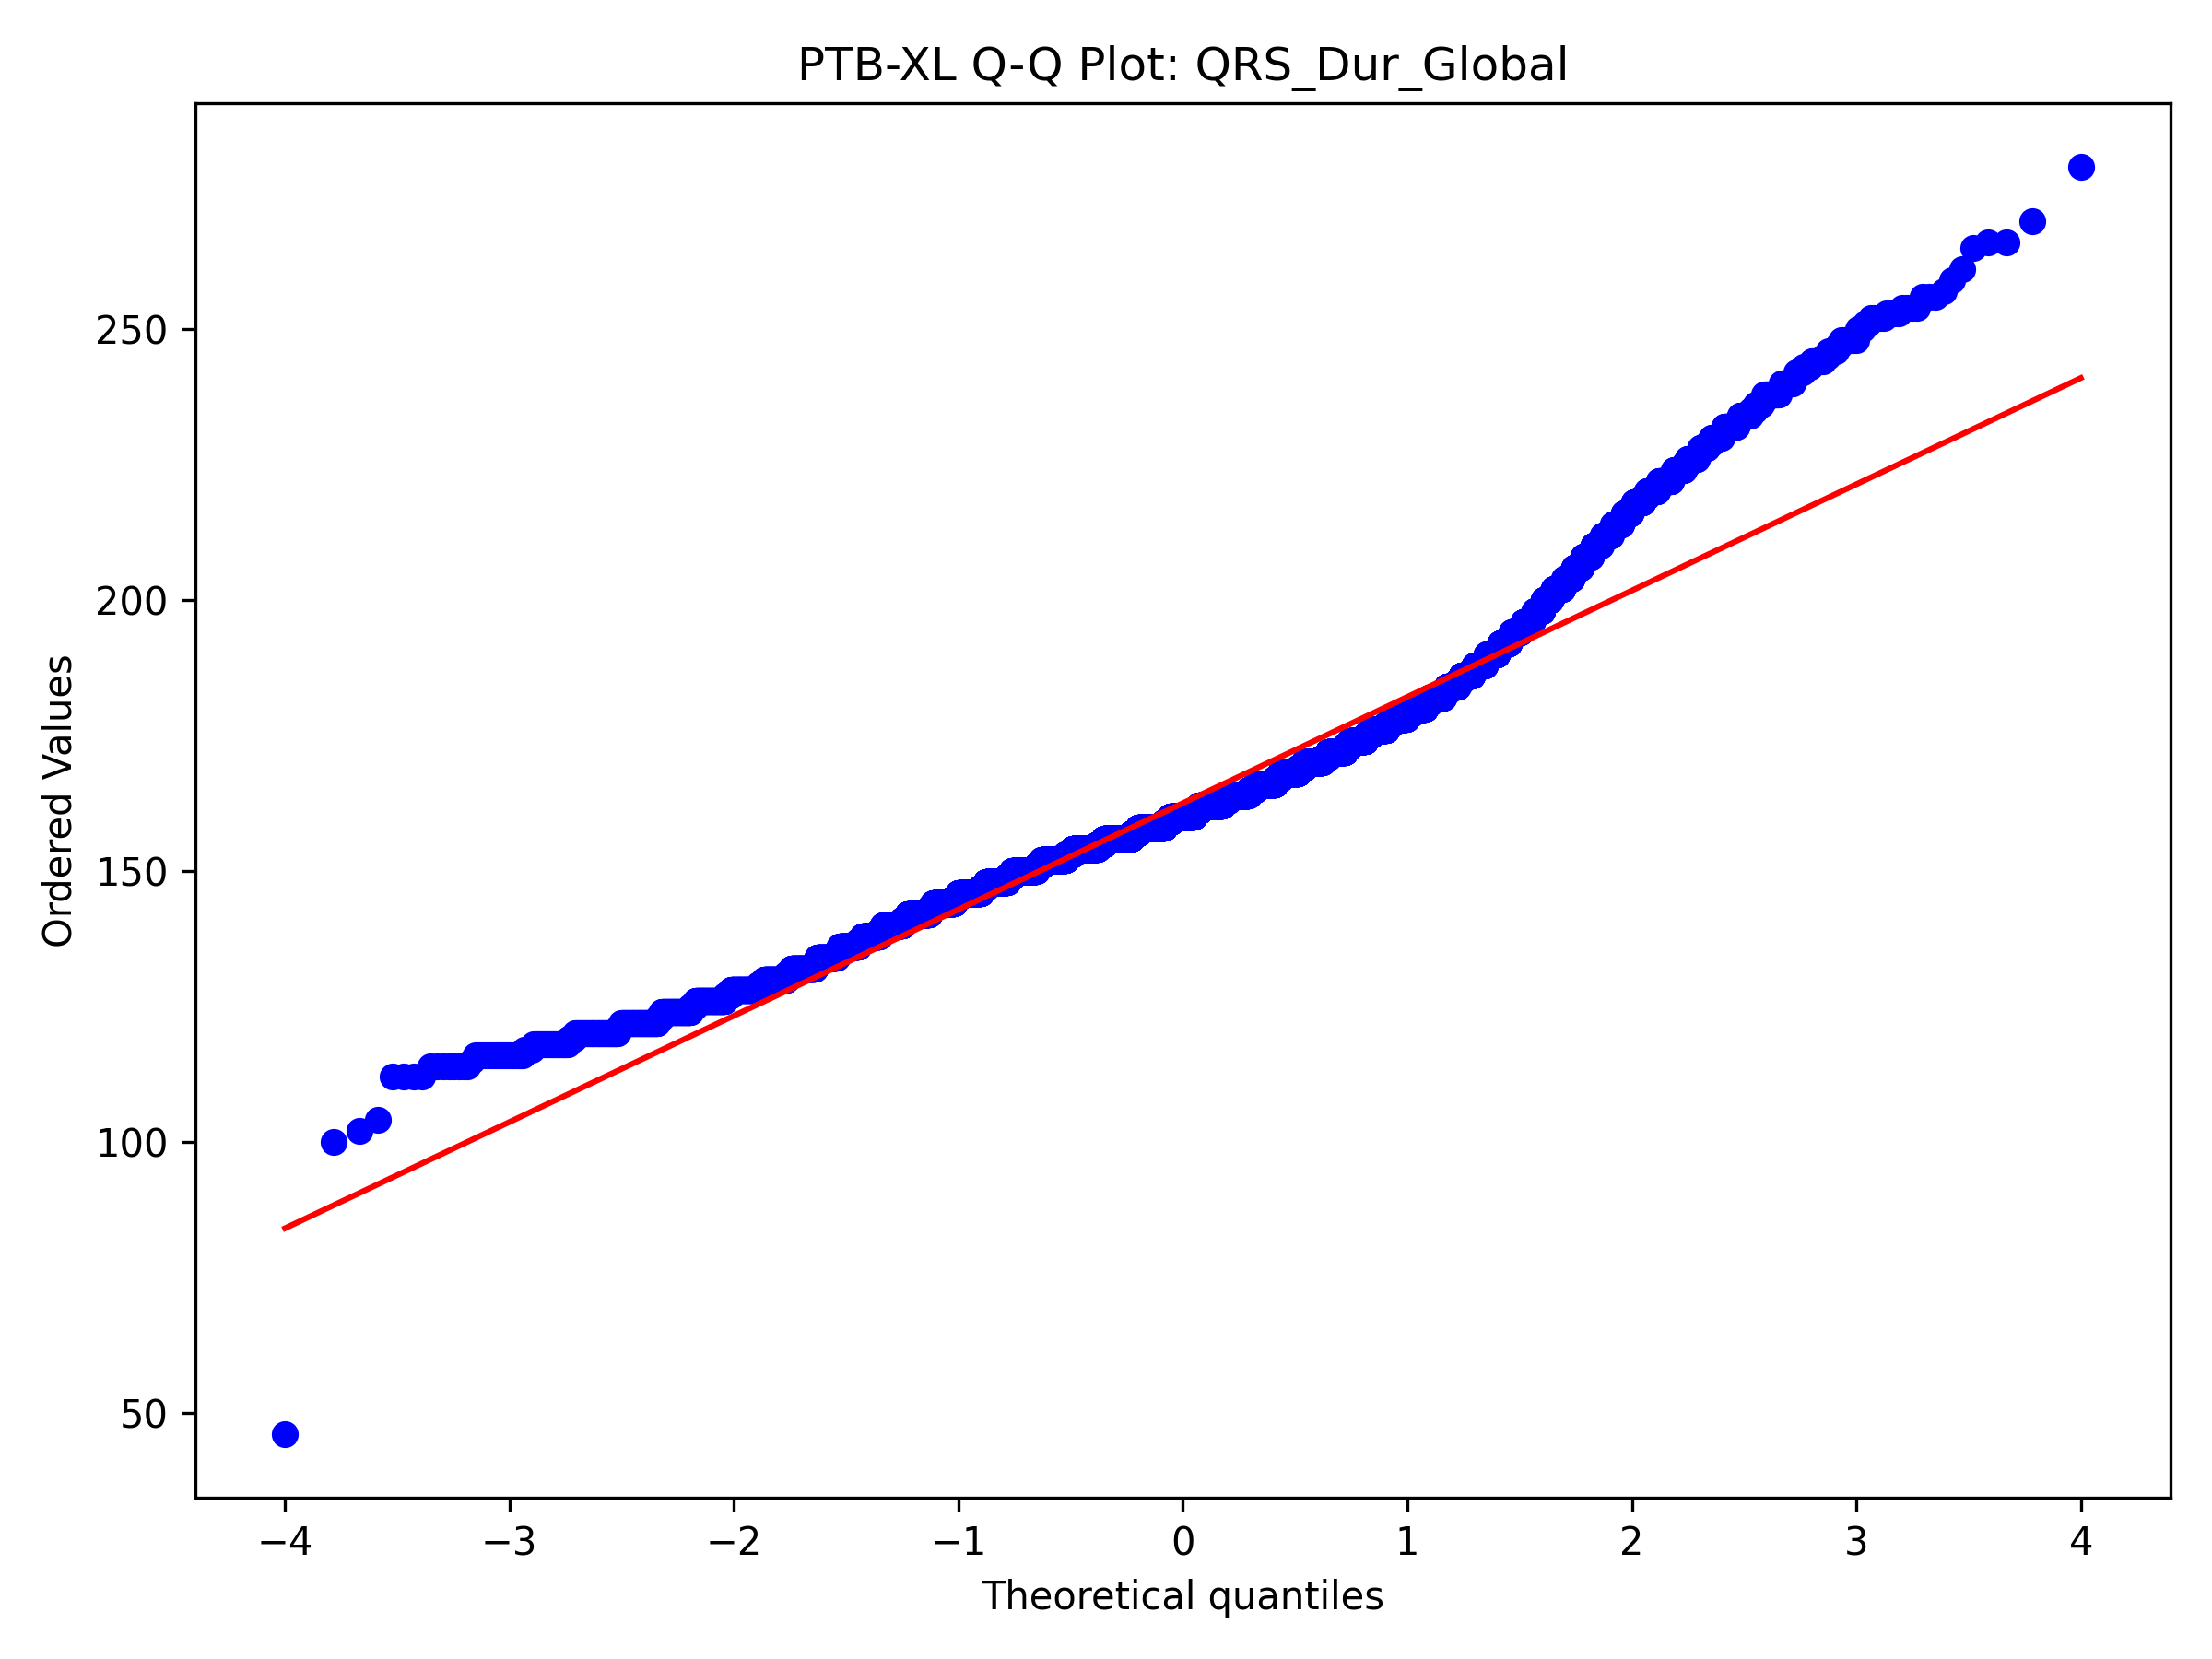 PTB-XL Q-Q Plot: QRS_Dur_Global
Ordered Values
250
200
150
100
50
−4 −3 −2 −1 0 1 2 3 4
Theoretical quantiles